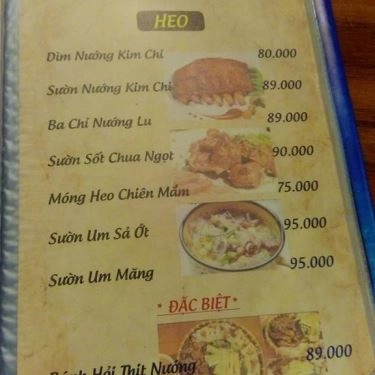 HEO
Dìm Nướng Kim Chi 80.000
Sườn Nướng Kim Chi 89.000
Ba Chỉ Nướng Lu 89.000
Sườn Sốt Chua Ngọt 90.000
Móng Heo Chiên Mắm 75.000
Sườn Um Sả Ớt 95.000
Sườn Um Măng 95.000
* ĐẶC BIỆT *
Bánh Hỏi Thịt Nướng 89.000